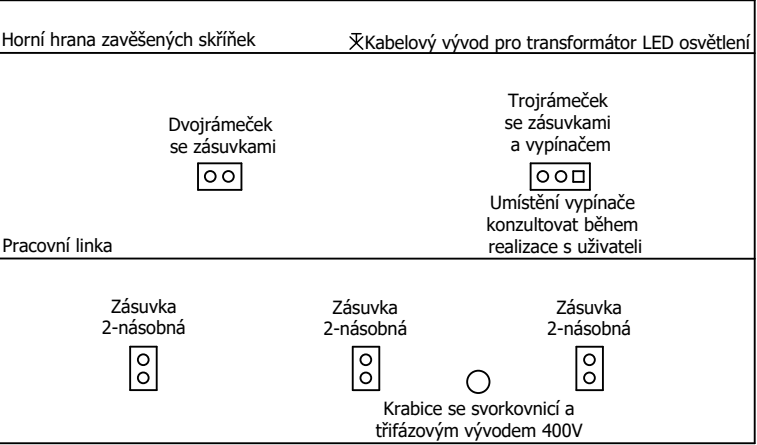 Horní hrana zavěšených skříňek
Kabelový vývod pro transformátor LED osvětlení
Dvojrámeček
se zásuvkami
Trojrámeček
se zásuvkami
a vypínačem
Umístění vypínače
konzultovat během
realizace s uživateli
Pracovní linka
Zásuvka
2-násobná
Zásuvka
2-násobná
Zásuvka
2-násobná
Krabice se svorkovnicí a
třífázovým vývodem 400V